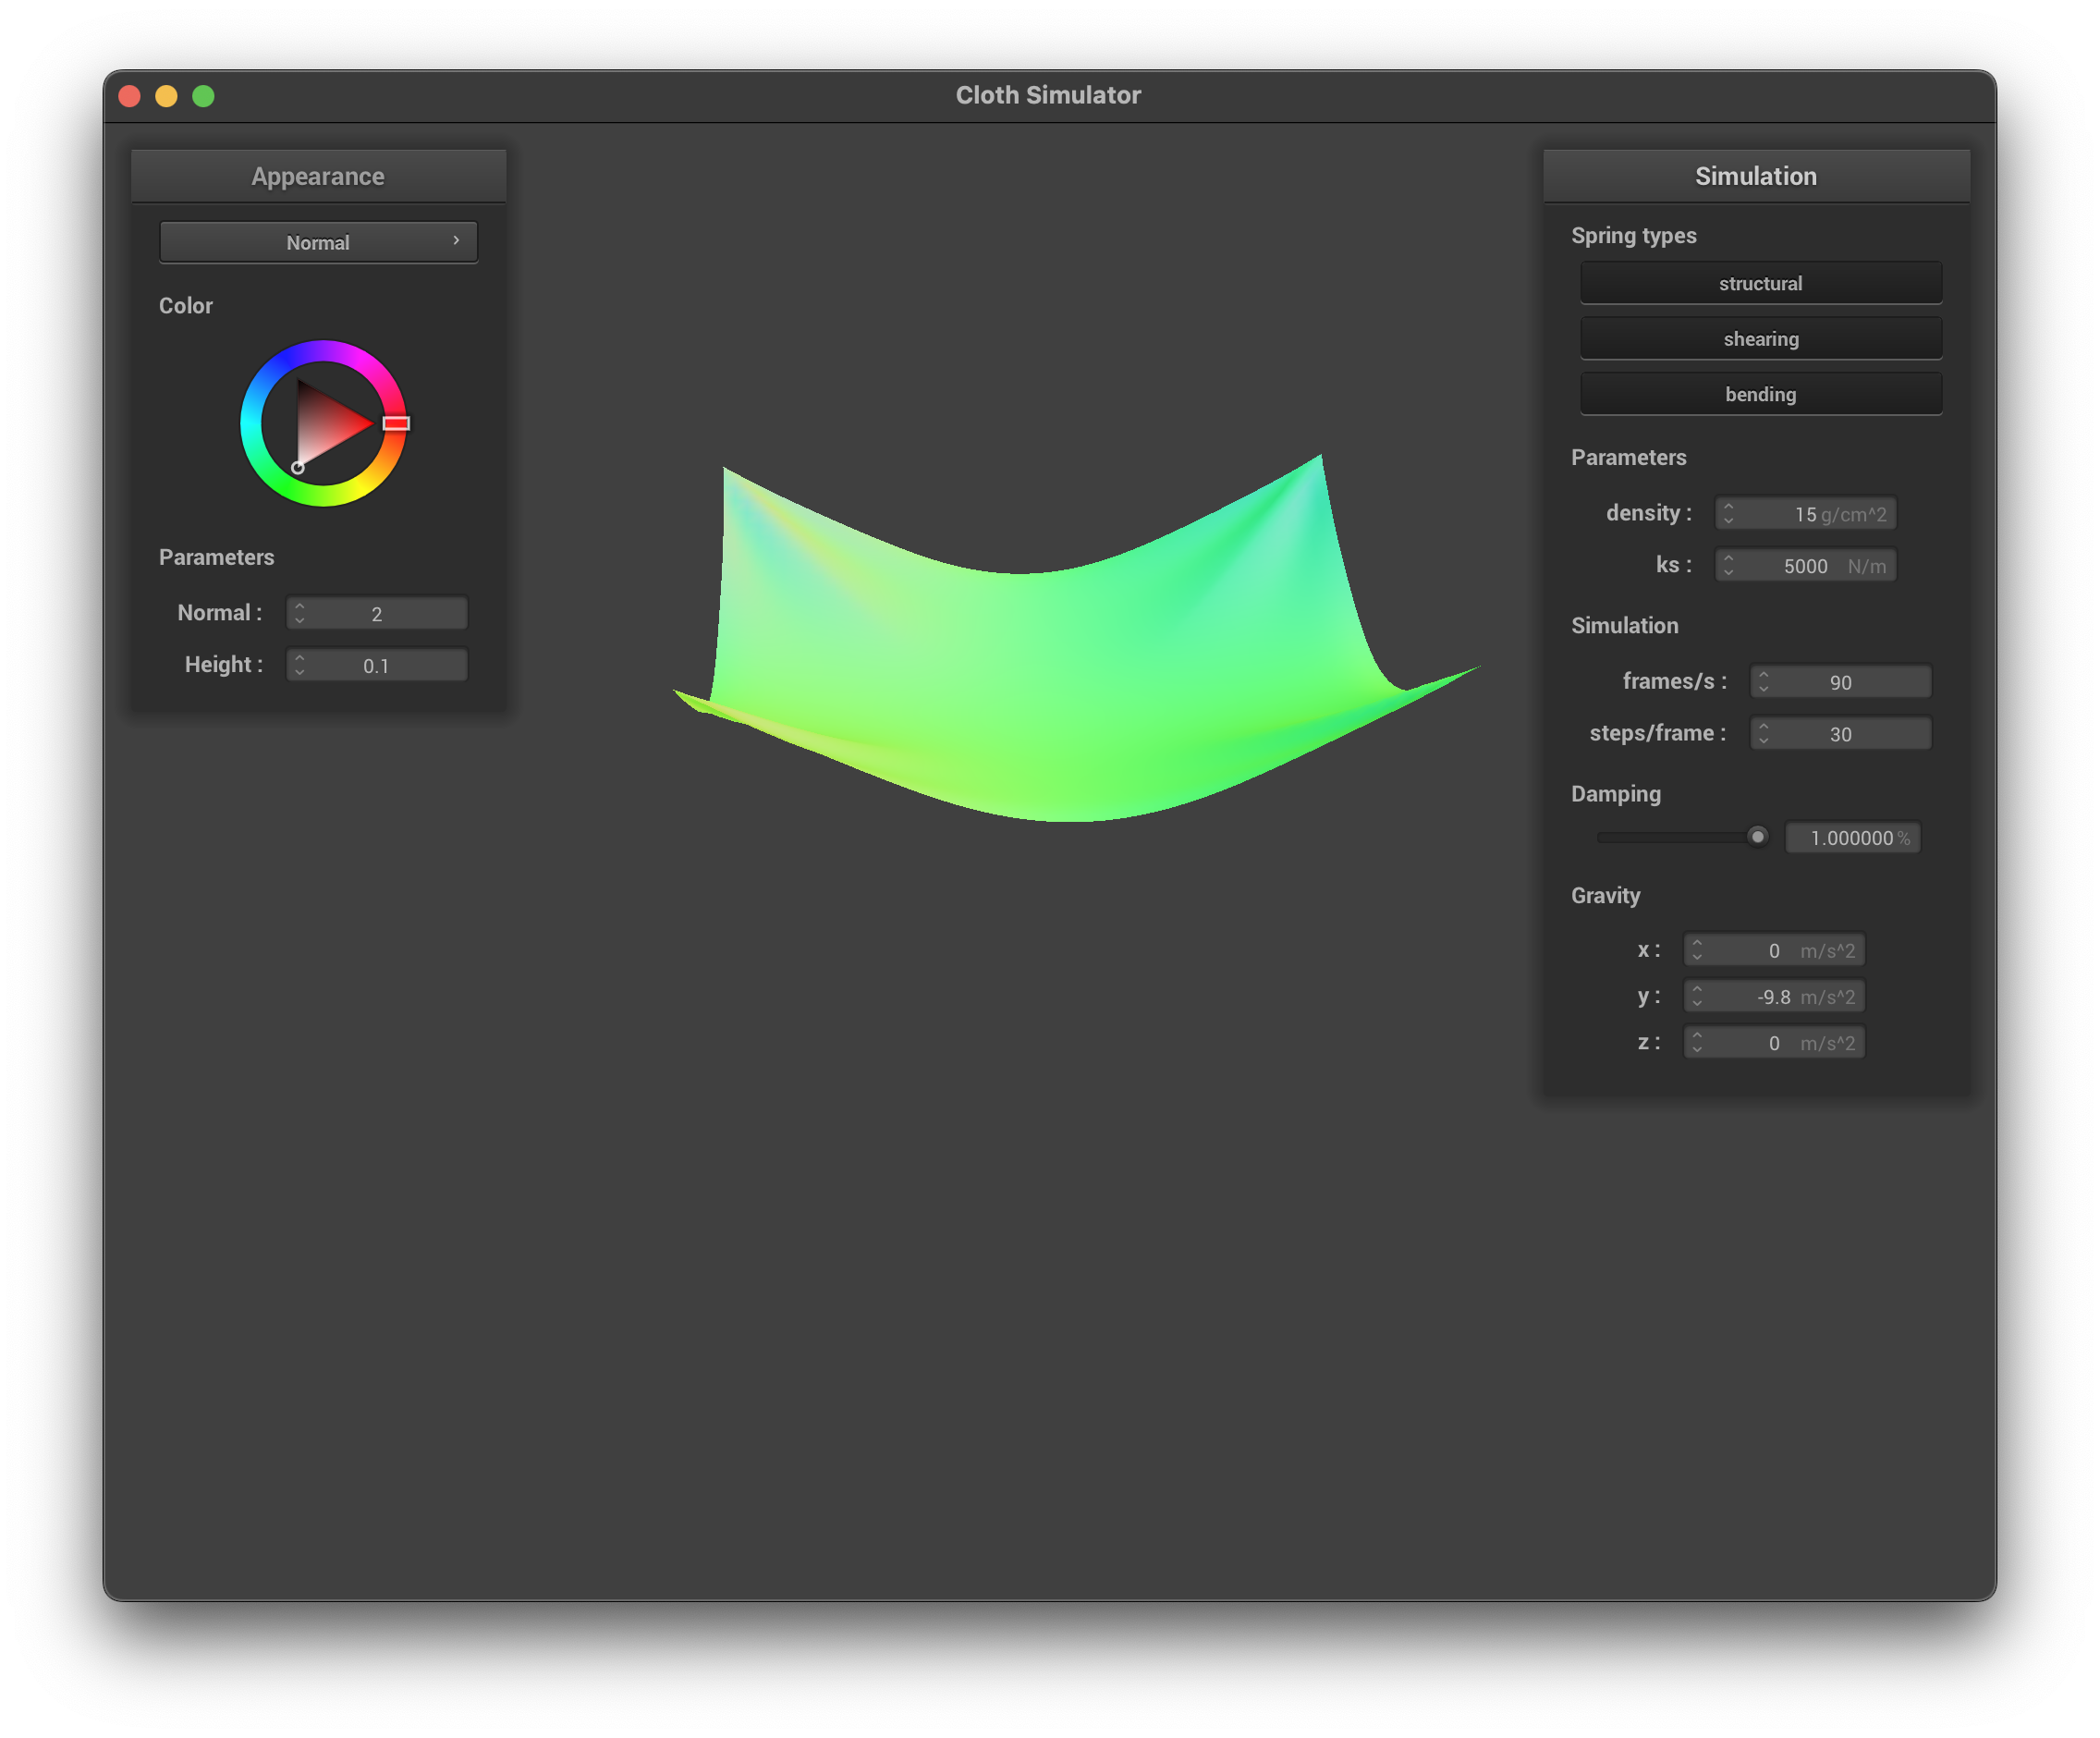 Cloth Simulator
Appearance
Normal
Color
Parameters
Normal :
2
Height :
0.1
Simulation
Spring types
structural
shearing
bending
Parameters
density :
15 g/cm^2
ks :
5000 N/m
Simulation
frames/s :
90
steps/frame :
30
Damping
1.000000 %
Gravity
x :
0 m/s^2
y :
-9.8 m/s^2
z :
0 m/s^2